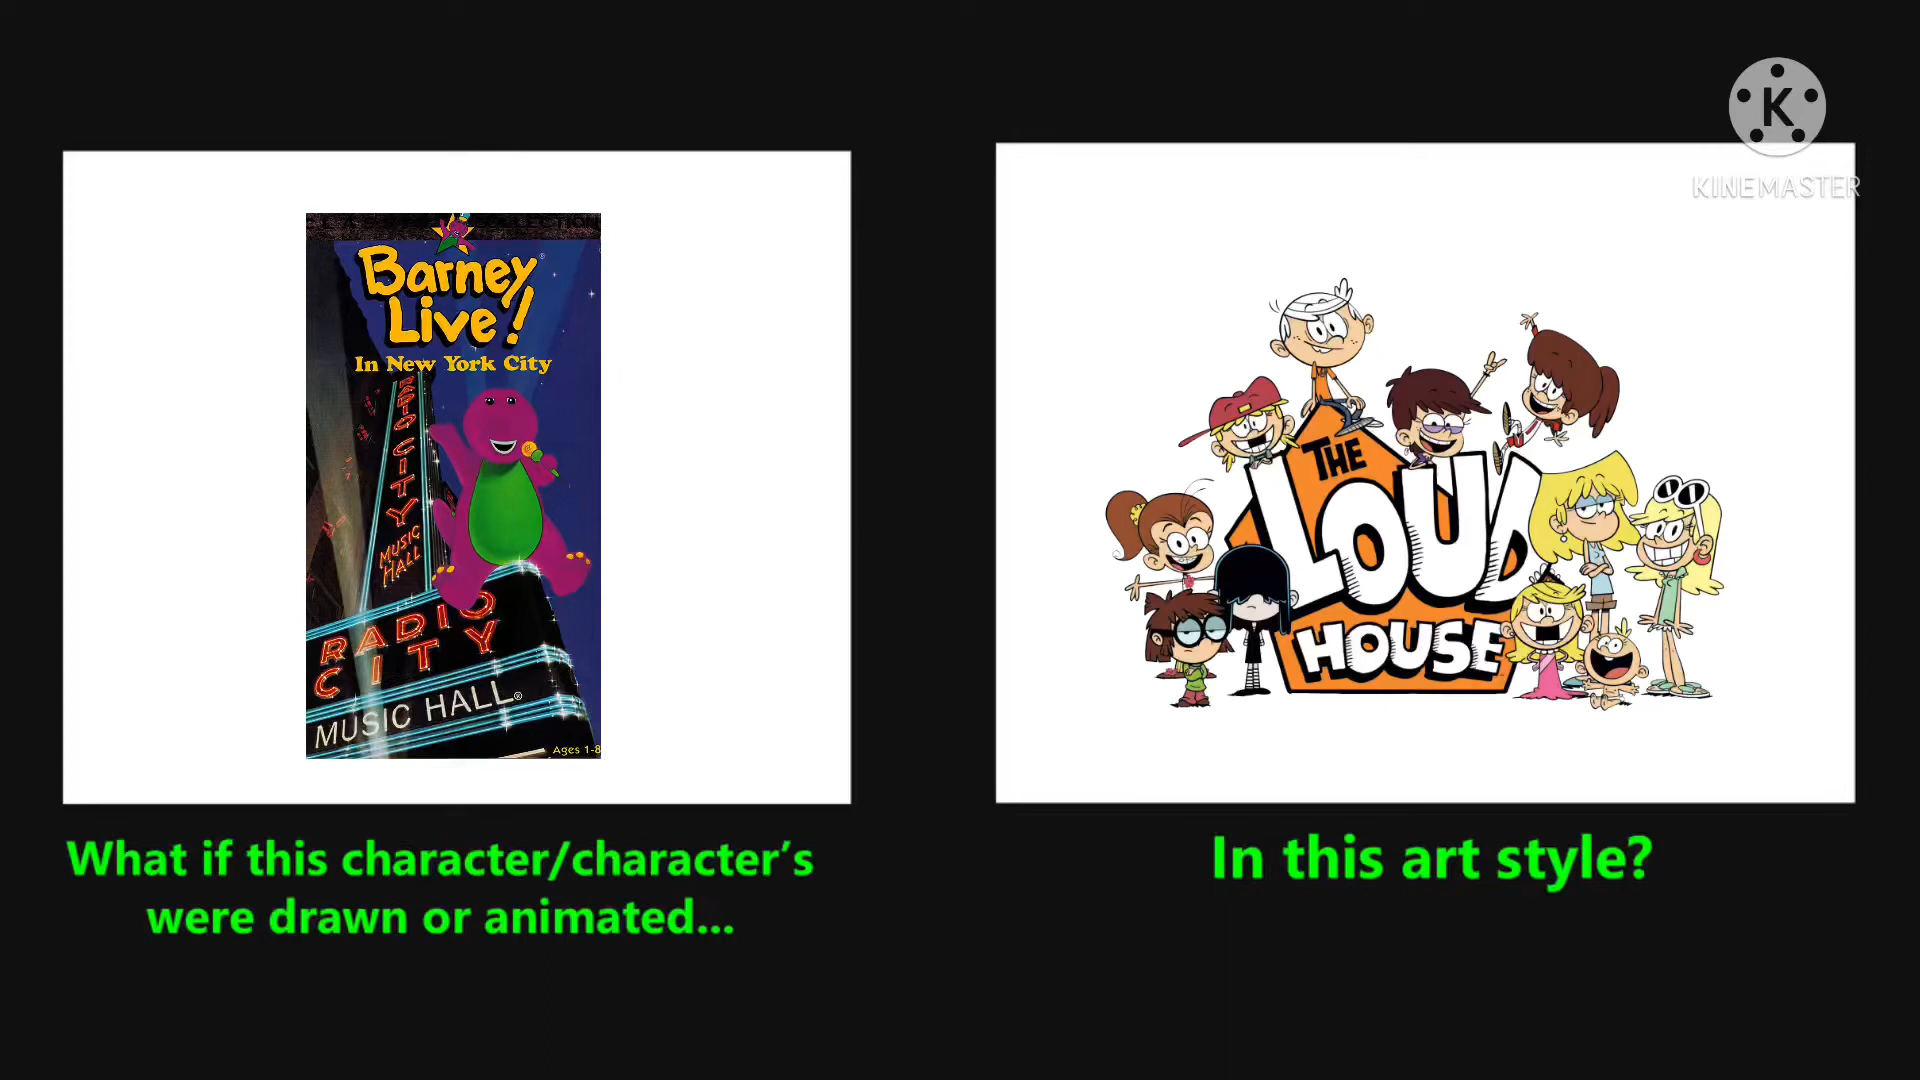 K
KINEMASTER
Barney
Live!
In New York City
RADIO CITY
MUSIC
HALL
RADIO
CITY
MUSIC HALL®
Ages 1-8
THE
LOUD
HOUSE
What if this character/character’s
were drawn or animated...
In this art style?